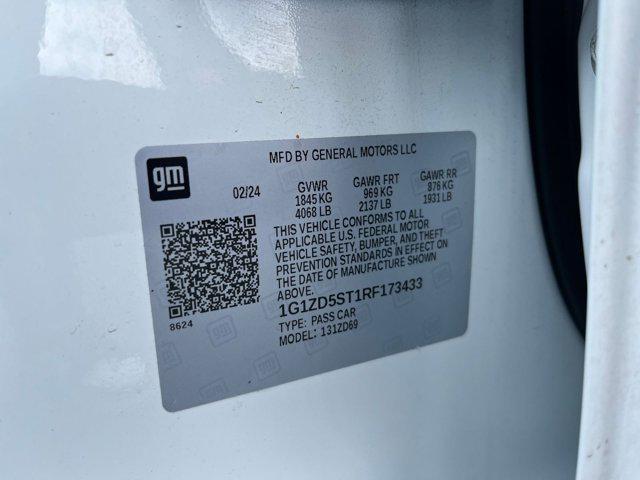 MFD BY GENERAL MOTORS LLC
gm
02/24
GVWR GAWR FRT GAWR RR
1845 KG 969 KG 876 KG
4068 LB 2137 LB 1931 LB
THIS VEHICLE CONFORMS TO ALL
APPLICABLE U.S. FEDERAL MOTOR
VEHICLE SAFETY, BUMPER, AND THEFT
PREVENTION STANDARDS IN EFFECT ON
THE DATE OF MANUFACTURE SHOWN
ABOVE.
1G1ZD5ST1RF173433
8624
TYPE: PASS CAR
MODEL: 131ZD69